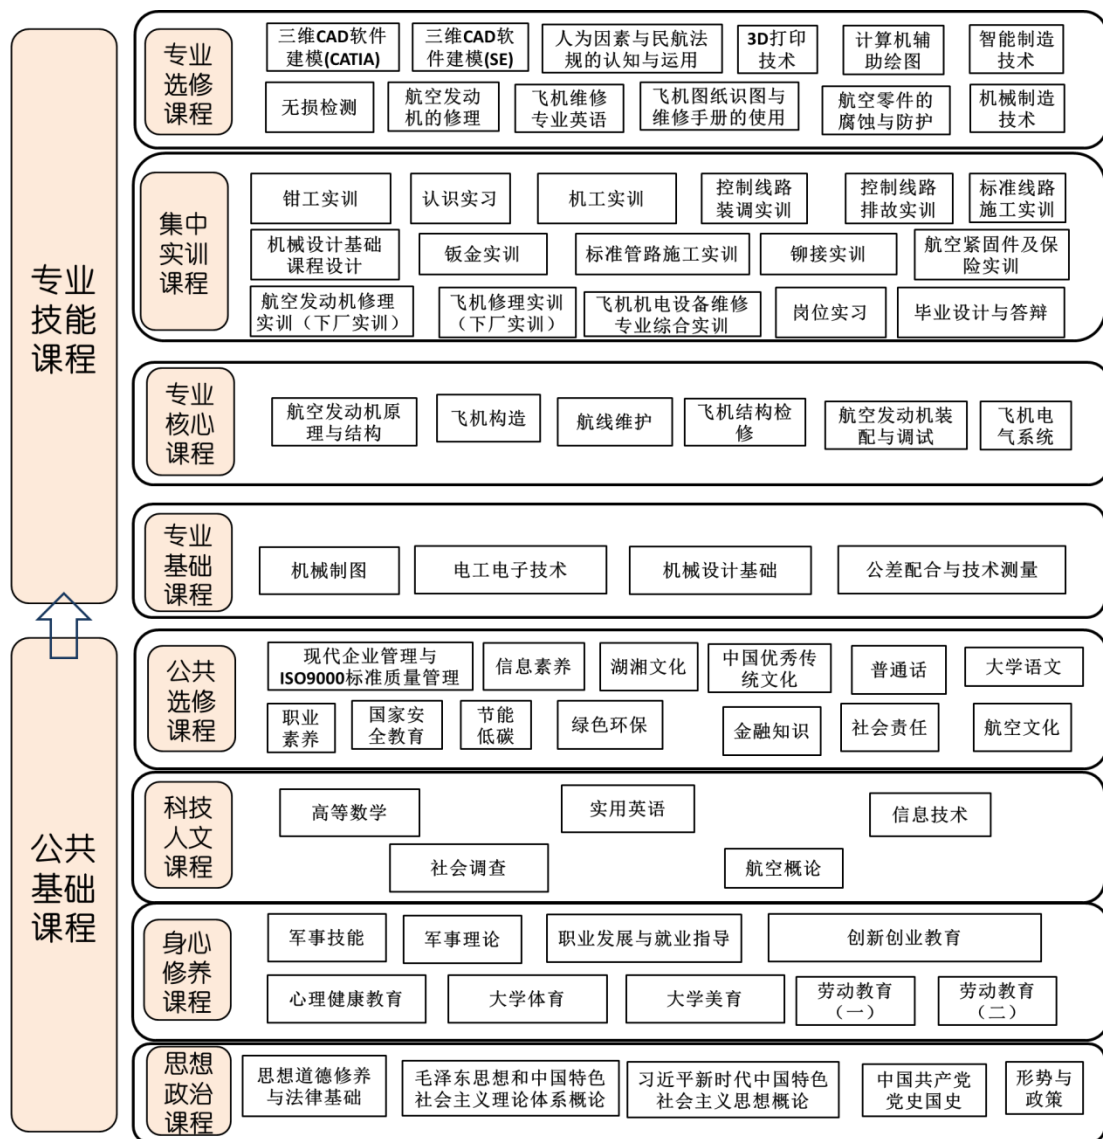 专业
技能
课程
专业
选修
课程
三维CAD软件
建模(CATIA)
三维CAD软
件建模(SE)
人为因素与民航法
规的认知与运用
3D打印
技术
计算机辅
助绘图
智能制造
技术
无损检测
航空发动
机的修理
飞机维修
专业英语
飞机图纸识图与
维修手册的使用
航空零件的
腐蚀与防护
机械制造
技术
集中
实训
课程
钳工实训
认识实习
机工实训
控制线路
装调实训
控制线路
排故实训
标准线路
施工实训
机械设计基础
课程设计
钣金实训
标准管路施工实训
铆接实训
航空紧固件及保
险实训
航空发动机修理
实训（下厂实训）
飞机修理实训
（下厂实训）
飞机机电设备维修
专业综合实训
岗位实习
毕业设计与答辩
专业
核心
课程
航空发动机原
理与结构
飞机构造
航线维护
飞机结构检
修
航空发动机装
配与调试
飞机电
气系统
专业
基础
课程
机械制图
电工电子技术
机械设计基础
公差配合与技术测量
公共
基础
课程
公共
选修
课程
现代企业管理与
ISO9000标准质量管理
信息素养
湖湘文化
中国优秀传
统文化
普通话
大学语文
职业
素养
国家安
全教育
节能
低碳
绿色环保
金融知识
社会责任
航空文化
科技
人文
课程
高等数学
实用英语
信息技术
社会调查
航空概论
身心
修养
课程
军事技能
军事理论
职业发展与就业指导
创新创业教育
心理健康教育
大学体育
大学美育
劳动教育
（一）
劳动教育
（二）
思想
政治
课程
思想道德修养
与法律基础
毛泽东思想和中国特色
社会主义理论体系概论
习近平新时代中国特色
社会主义思想概论
中国共产党
党史国史
形势与
政策